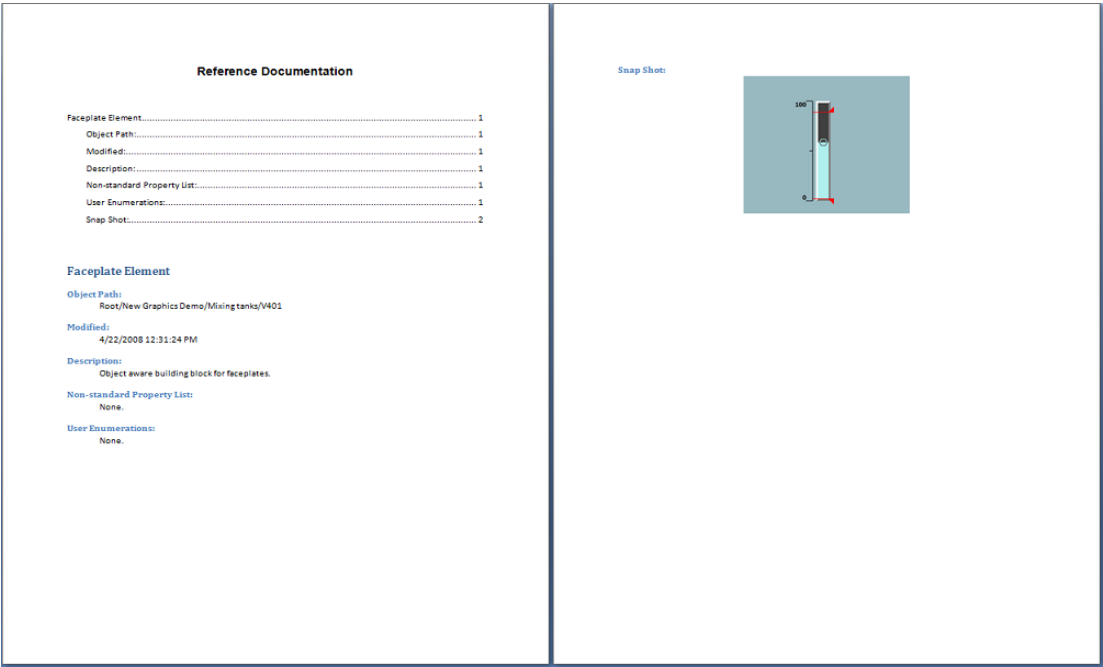 Reference Documentation
Faceplate Element.......... 1
Object Path:.......... 1
Modified:.......... 1
Description:.......... 1
Non-standard Property List:.......... 1
User Enumerations:.......... 1
Snap Shot:.......... 2
Faceplate Element
Object Path:
Root/New Graphics Demo/Mixing tanks/V401
Modified:
4/22/2008 12:31:24 PM
Description:
Object aware building block for faceplates.
Non-standard Property List:
None.
User Enumerations:
None.
Snap Shot:
100
0